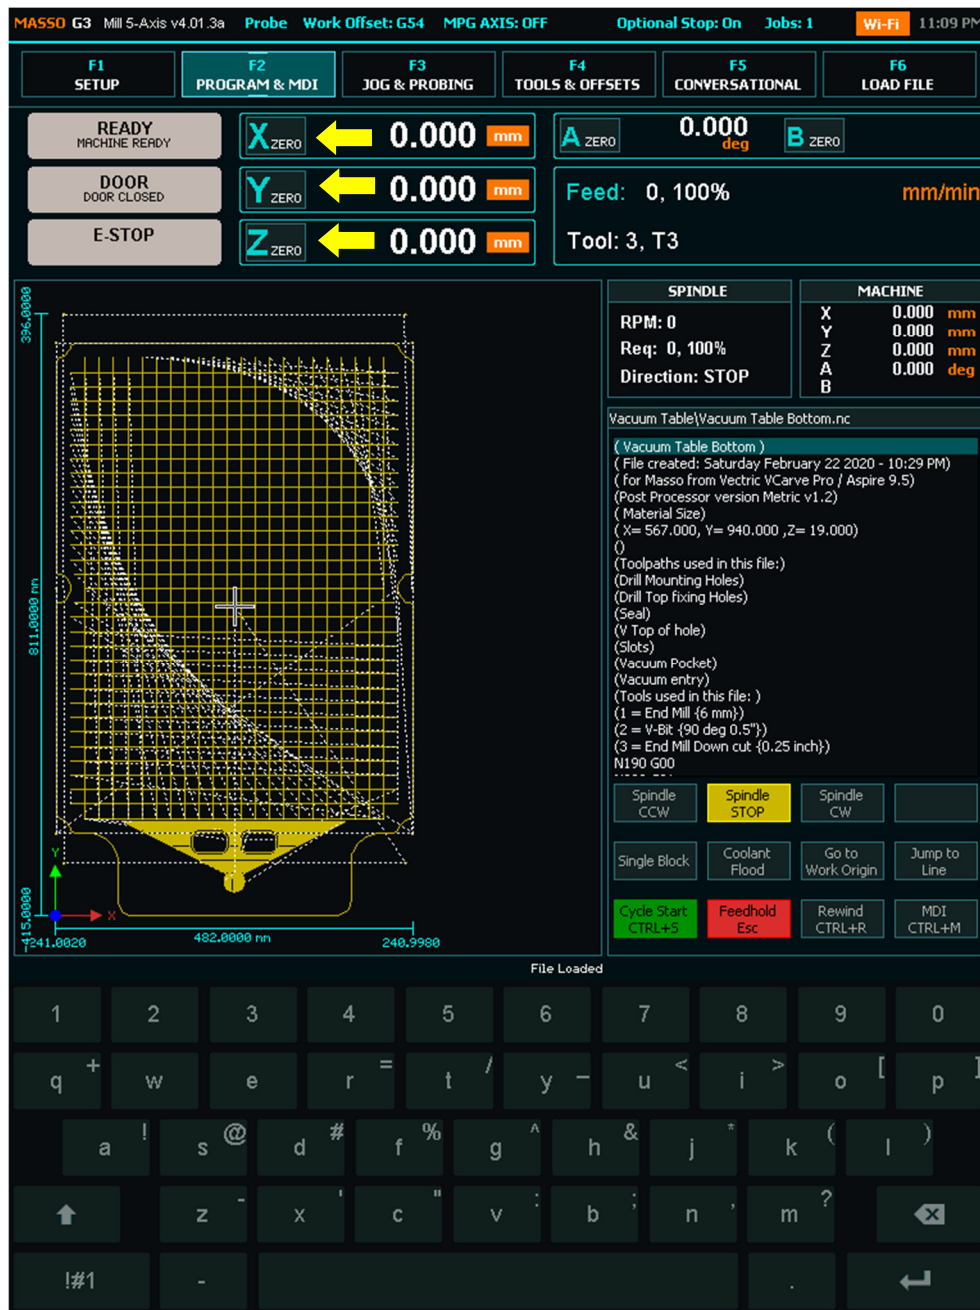 MASSO G3 Mill 5-Axis v4.01.3a Probe Work Offset: G54 MPG AXIS: OFF Optional Stop: On Jobs: 1 Wi-Fi 11:09 PM
F1 F2 F3 F4 F5 F6
SETUP PROGRAM & MDI JOG & PROBING TOOLS & OFFSETS CONVERSATIONAL LOAD FILE
READY
MACHINE READY
X ZERO 0.000 mm
A ZERO 0.000 deg B ZERO
DOOR
DOOR CLOSED
Y ZERO 0.000 mm
Feed: 0, 100% mm/min
E-STOP
Z ZERO 0.000 mm
Tool: 3, T3
396.0000
811.0000 mm
-415.0000
Y
X
-241.0020 482.0000 mm 240.9980
SPINDLE
RPM: 0
Req: 0, 100%
Direction: STOP
MACHINE
X 0.000 mm
Y 0.000 mm
Z 0.000 mm
A 0.000 deg
B
Vacuum Table\Vacuum Table Bottom.nc
( Vacuum Table Bottom )
( File created: Saturday February 22 2020 - 10:29 PM)
( for Masso from Vectric VCarve Pro / Aspire 9.5)
(Post Processor version Metric v1.2)
( Material Size)
( X= 567.000, Y= 940.000 ,Z= 19.000)
()
(Toolpaths used in this file:)
(Drill Mounting Holes)
(Drill Top fixing Holes)
(Seal)
(V Top of hole)
(Slots)
(Vacuum Pocket)
(Vacuum entry)
(Tools used in this file: )
(1 = End Mill {6 mm})
(2 = V-Bit {90 deg 0.5"})
(3 = End Mill Down cut {0.25 inch})
N190 G00
Spindle CCW
Spindle STOP
Spindle CW
Single Block
Coolant Flood
Go to Work Origin
Jump to Line
Cycle Start CTRL+S
Feedhold Esc
Rewind CTRL+R
MDI CTRL+M
File Loaded
1 2 3 4 5 6 7 8 9 0
q + w e r = t / y _ u < i > o [ p ]
a ! s @ d # f % g ^ h & j * k ( l )
z - x ' c " v : b ; n , m ?
!#1 - .